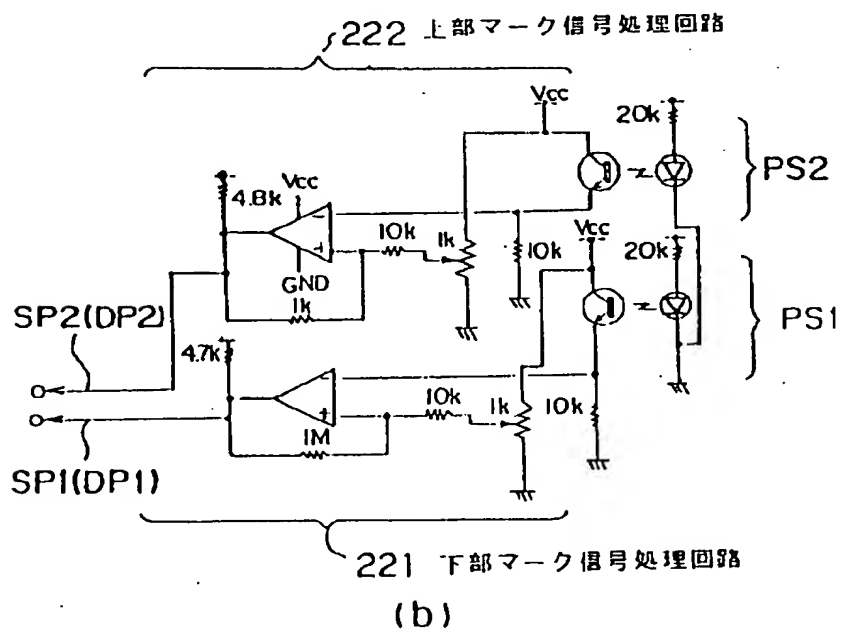 222 上部マーク信号処理回路
Vcc
20k
PS2
4.8k
Vcc
−
+
10k
1k
10k
Vcc
20k
GND
1k
SP2(DP2)
PS1
4.7k
−
+
10k
1k
10k
1M
SP1(DP1)
221 下部マーク信号処理回路
(b)